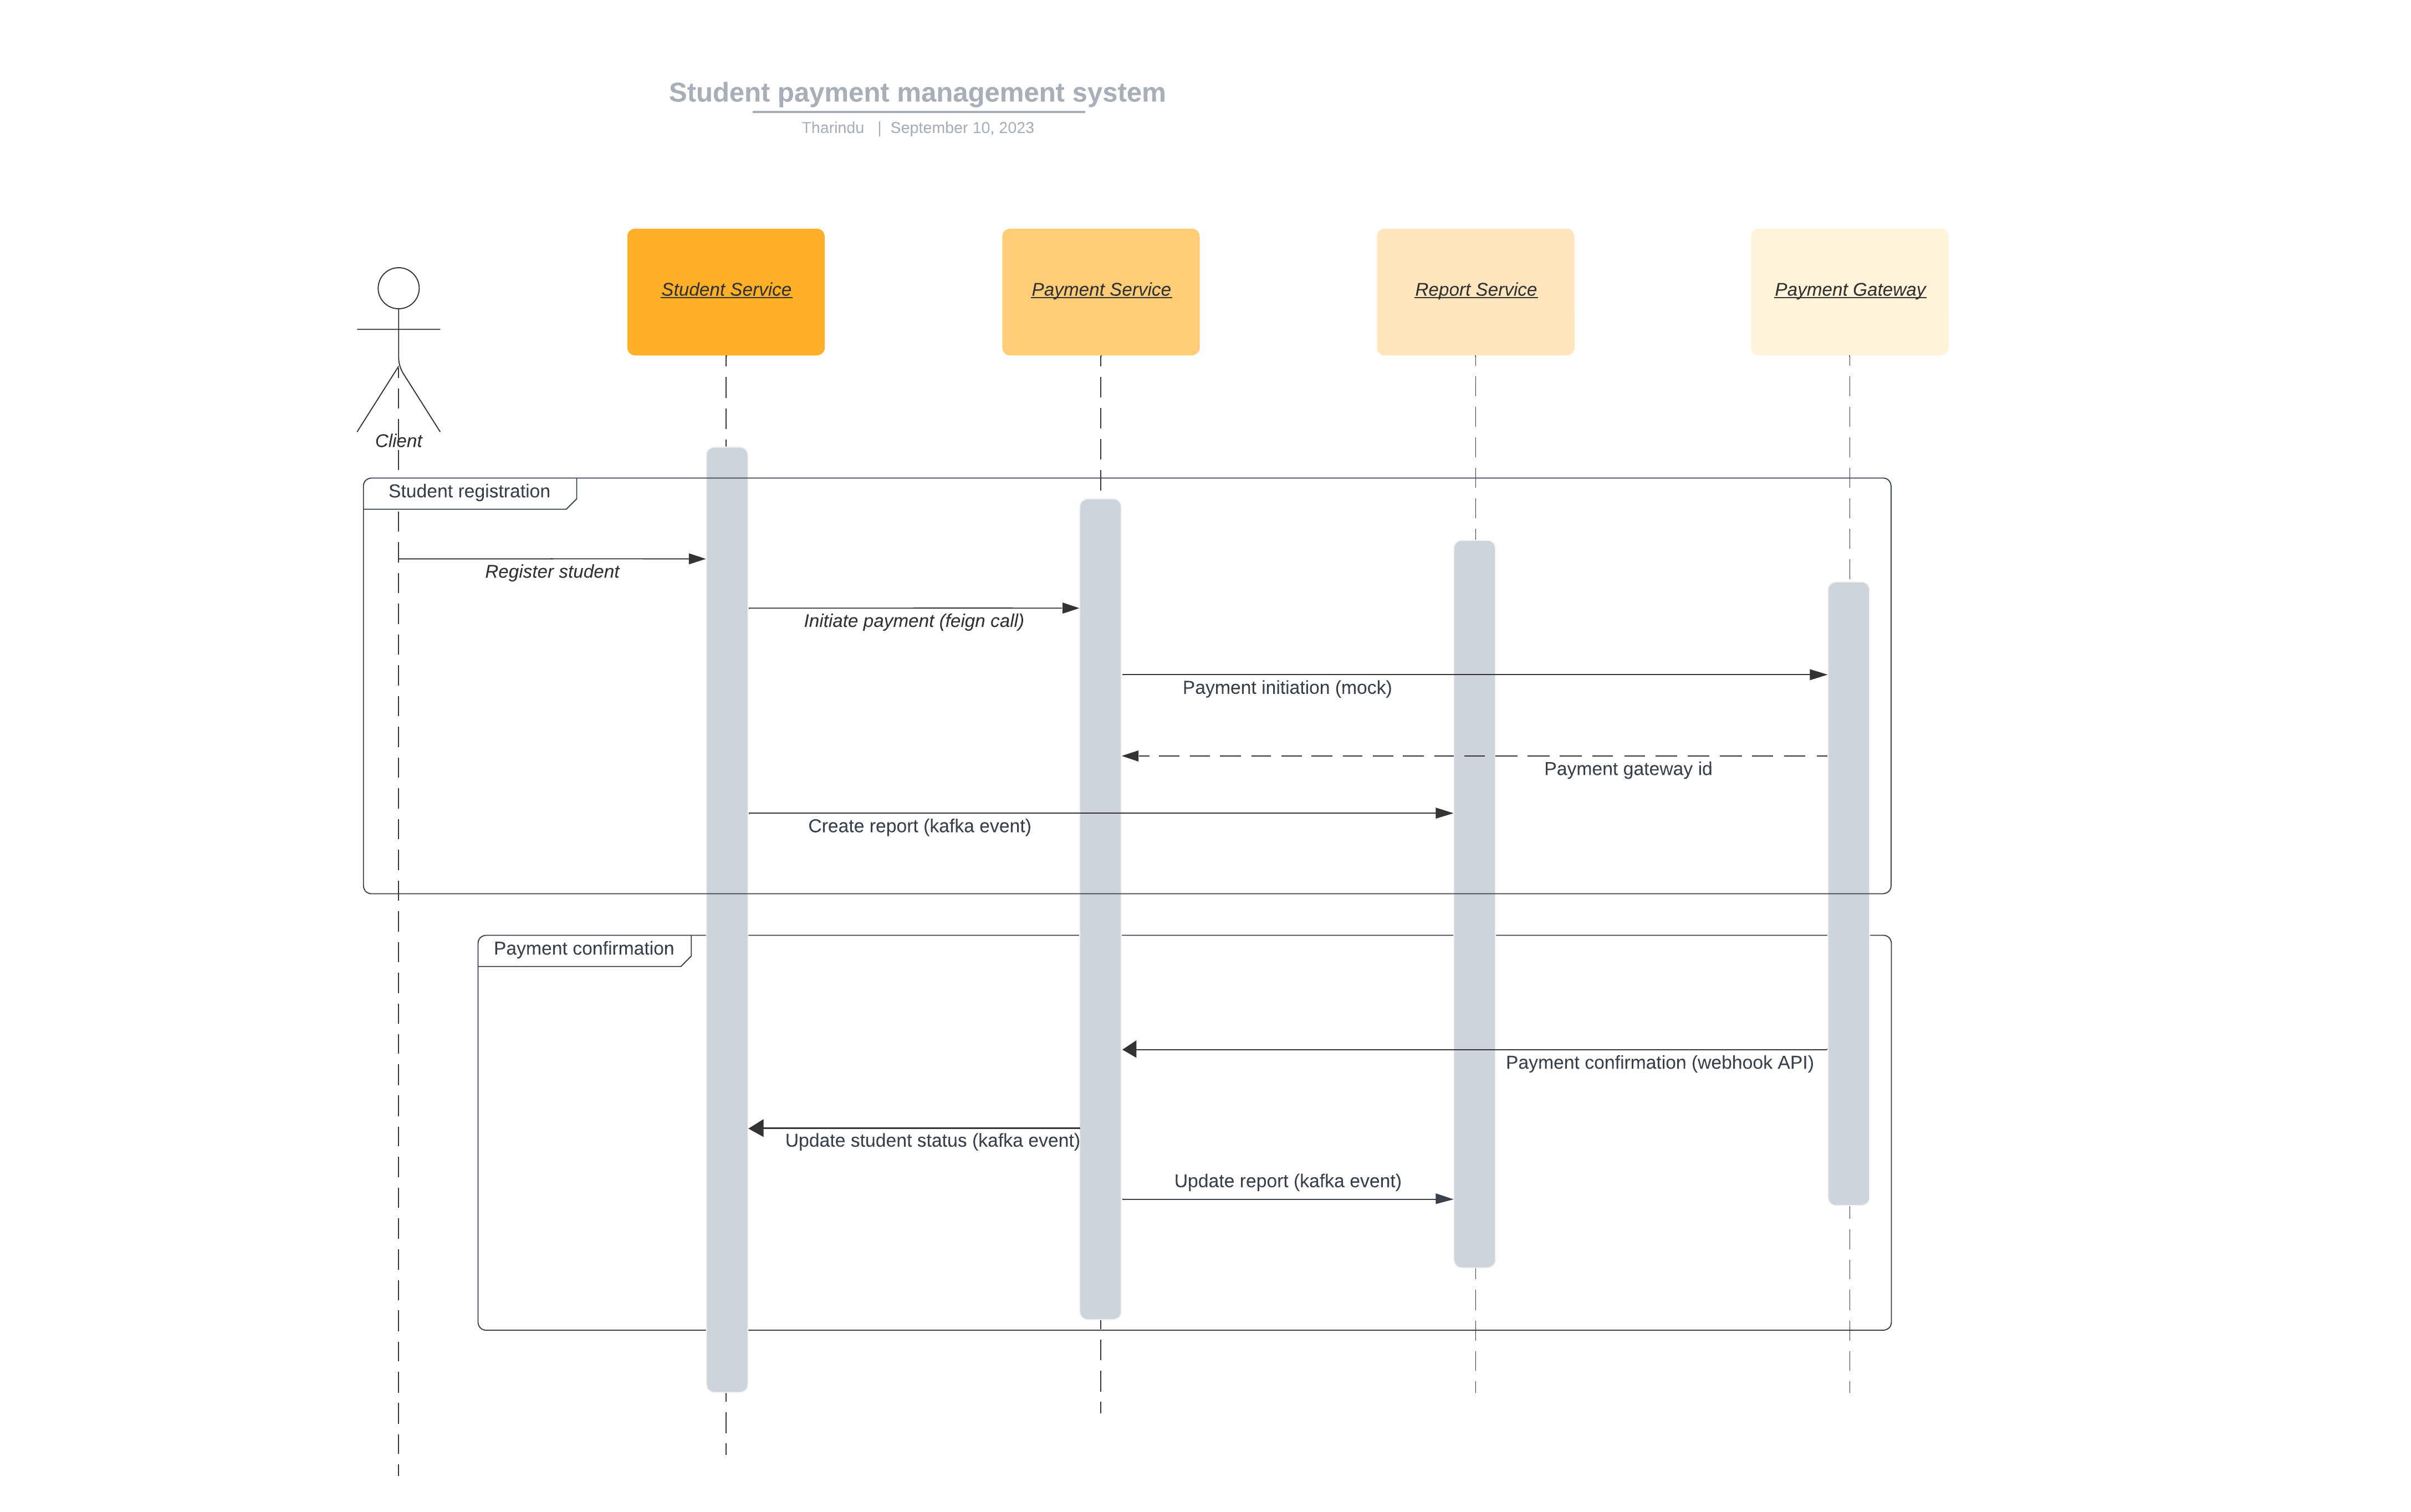 Student payment management system
Tharindu | September 10, 2023
Student Service
Payment Service
Report Service
Payment Gateway
Client
Student registration
Register student
Initiate payment (feign call)
Payment initiation (mock)
Payment gateway id
Create report (kafka event)
Payment confirmation
Payment confirmation (webhook API)
Update student status (kafka event)
Update report (kafka event)